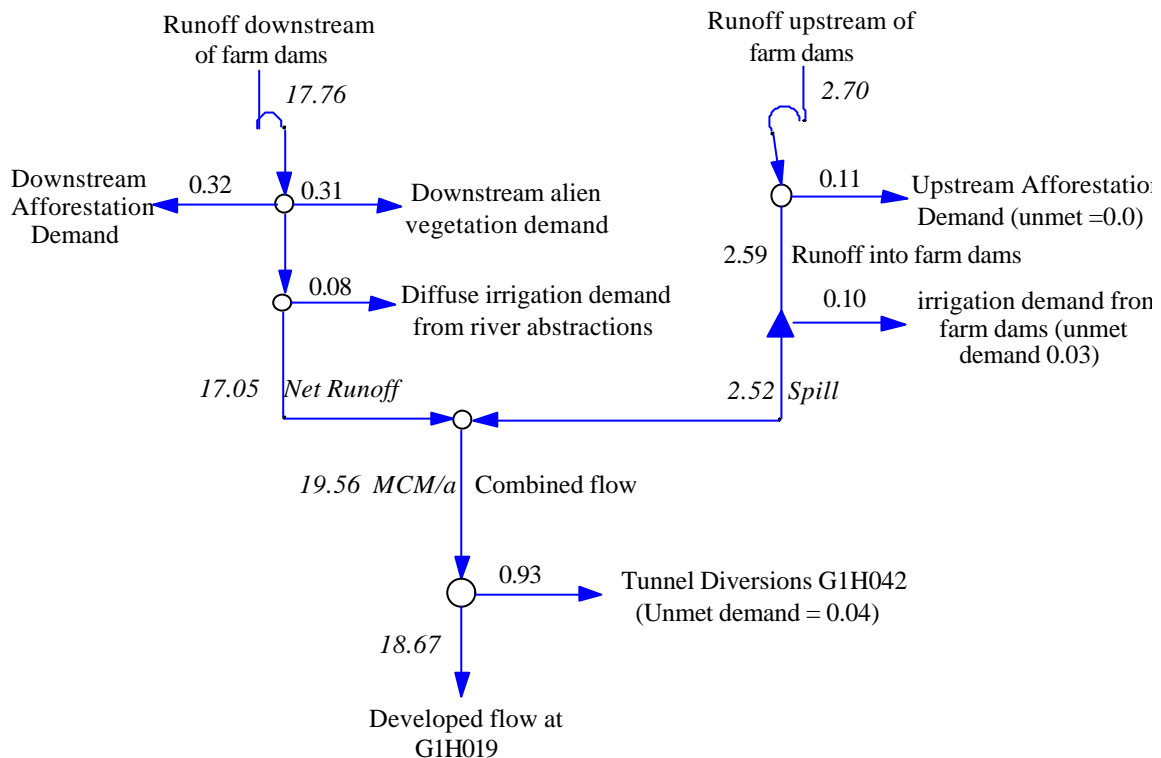 Runoff downstream
of farm dams
17.76
Runoff upstream of
farm dams
2.70
Downstream
Afforestation
Demand
0.32
0.31
Downstream alien
vegetation demand
0.11
Upstream Afforestation
Demand (unmet =0.0)
2.59 Runoff into farm dams
0.08
Diffuse irrigation demand
from river abstractions
0.10
irrigation demand from
farm dams (unmet
demand 0.03)
17.05 Net Runoff
2.52 Spill
19.56 MCM/a Combined flow
0.93
Tunnel Diversions G1H042
(Unmet demand = 0.04)
18.67
Developed flow at
G1H019